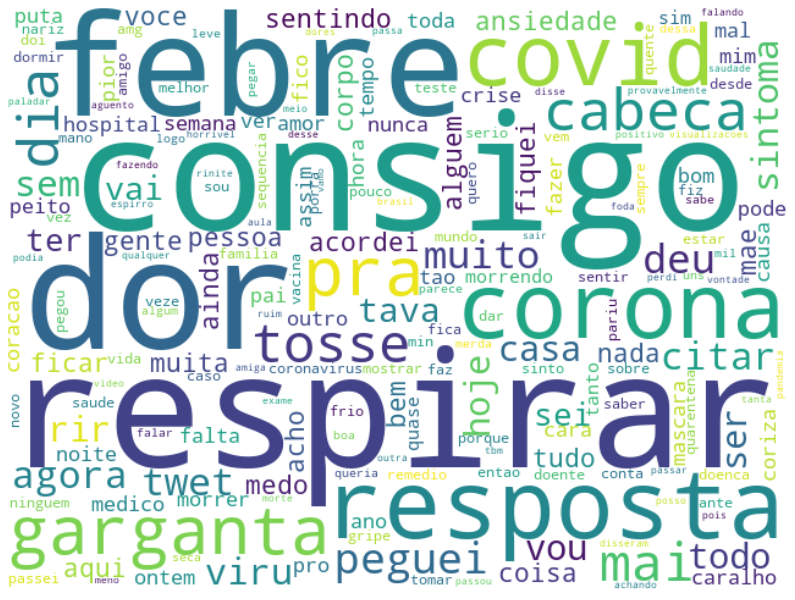 puta
nariz
amg
leve
voce
sentindo
toda
ansiedade
sim
falando
dessa
mal
doi
dormir
pior
amigo
febre
dores
passa
fico
corpo
tempo
pegar
teste
covid
quente
saudade
mim
desde
paladar
dia
melhor
aguento
meio
disse
provavelmente
hospital
semana
ver
amor
crise
cabeca
sintoma
mano
logo
horrivel
desse
nunca
serio
vem
positivo
visualizacoes
consigo
sem
vai
fazendo
rinite
vamo
sequencia
hora
alguem
quero
fiquei
fazer
sempre
bom
fiz
sabe
peito
vez
espirro
sou
aula
assim
porta
pouco
brasil
foda
pode
ter
gente
pessoa
acordei
mundo
sair
estar
mil
deu
mae
causa
podia
qualquer
familia
dor
ainda
vacina
pra
tao
morrendo
sentir
perdi
uns
vontade
muito
parece
coracao
pegou
veze
algum
pai
tava
dar
corona
ruim
outro
min
fica
pariu
ficar
vida
muita
tosse
casa
nada
citar
merda
pandemia
caso
amiga
coronavirus
mostrar
faz
sinto
sobre
respirar
video
novo
saude
exame
frio
bem
quase
hoje
sei
tanto
saber
mascara
quarentena
tanta
ser
coriza
rir
falar
falta
boa
acho
outra
tbm
porque
cara
noite
queria
remedio
entao
doente
tudo
conta
passar
doenca
agora
twet
medo
posso
ante
ninguem
medico
morrer
morte
resposta
pois
garganta
ano
gripe
peguei
vou
disseram
mai
todo
passei
aqui
seca
meno
ontem
viru
pro
tomar
passou
coisa
achando
caralho